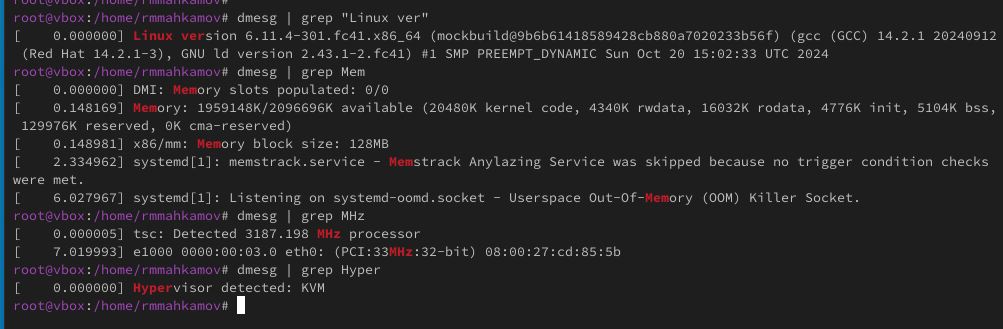 root@vbox:/home/rmmahkamov# dmesg | grep "Linux ver"
[    0.000000] Linux version 6.11.4-301.fc41.x86_64 (mockbuild@9b6b61418589428cb880a7020233b56f) (gcc (GCC) 14.2.1 20240912
 (Red Hat 14.2.1-3), GNU ld version 2.43.1-2.fc41) #1 SMP PREEMPT_DYNAMIC Sun Oct 20 15:02:33 UTC 2024
root@vbox:/home/rmmahkamov# dmesg | grep Mem
[    0.000000] DMI: Memory slots populated: 0/0
[    0.148169] Memory: 1959148K/2096696K available (20480K kernel code, 4340K rwdata, 16032K rodata, 4776K init, 5104K bss,
 129976K reserved, 0K cma-reserved)
[    0.148981] x86/mm: Memory block size: 128MB
[    2.334962] systemd[1]: memstrack.service - Memstrack Anylazing Service was skipped because no trigger condition checks
were met.
[    6.027967] systemd[1]: Listening on systemd-oomd.socket - Userspace Out-Of-Memory (OOM) Killer Socket.
root@vbox:/home/rmmahkamov# dmesg | grep MHz
[    0.000005] tsc: Detected 3187.198 MHz processor
[    7.019993] e1000 0000:00:03.0 eth0: (PCI:33MHz:32-bit) 08:00:27:cd:85:5b
root@vbox:/home/rmmahkamov# dmesg | grep Hyper
[    0.000000] Hypervisor detected: KVM
root@vbox:/home/rmmahkamov#